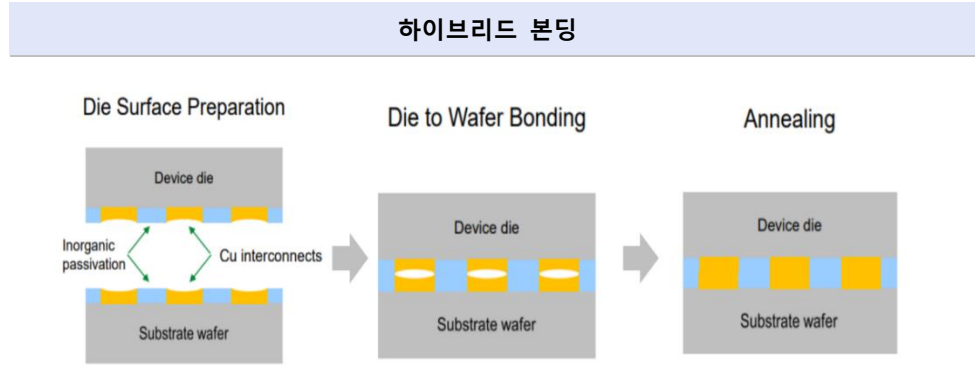 하이브리드 본딩
Die Surface Preparation
Device die
Inorganic
passivation
Cu interconnects
Substrate wafer
Die to Wafer Bonding
Device die
Substrate wafer
Annealing
Device die
Substrate wafer